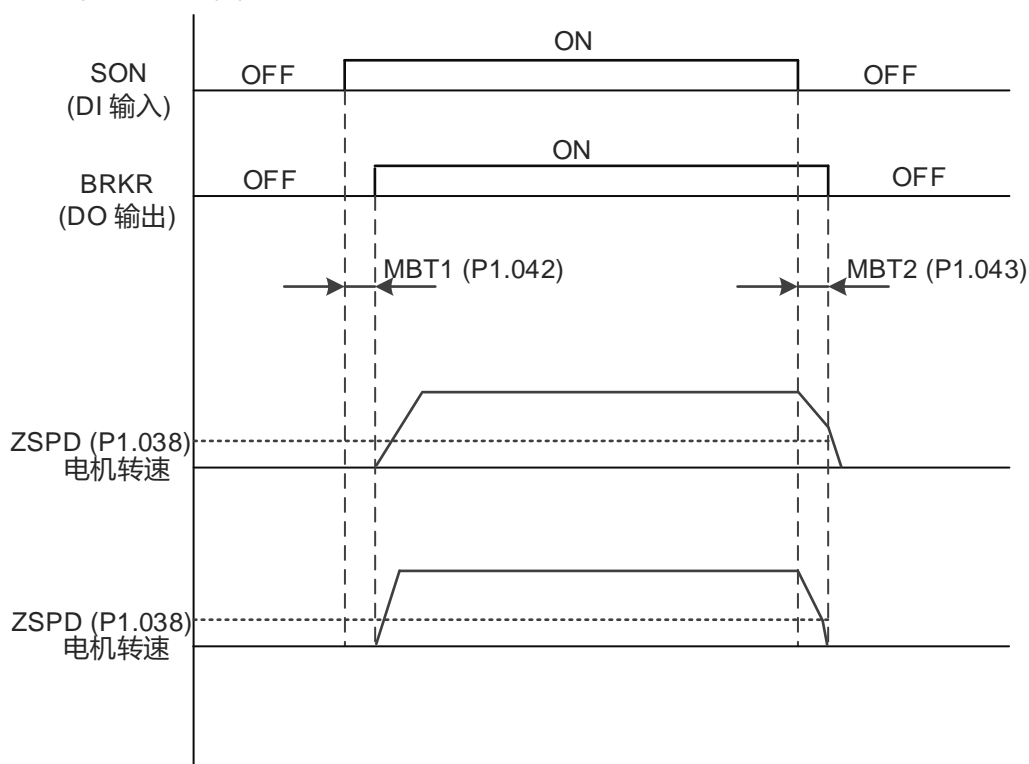 ON
SON
OFF
OFF
(DI 输入)
ON
BRKR
OFF
OFF
(DO 输出)
MBT1 (P1.042)
MBT2 (P1.043)
ZSPD (P1.038)
电机转速
ZSPD (P1.038)
电机转速